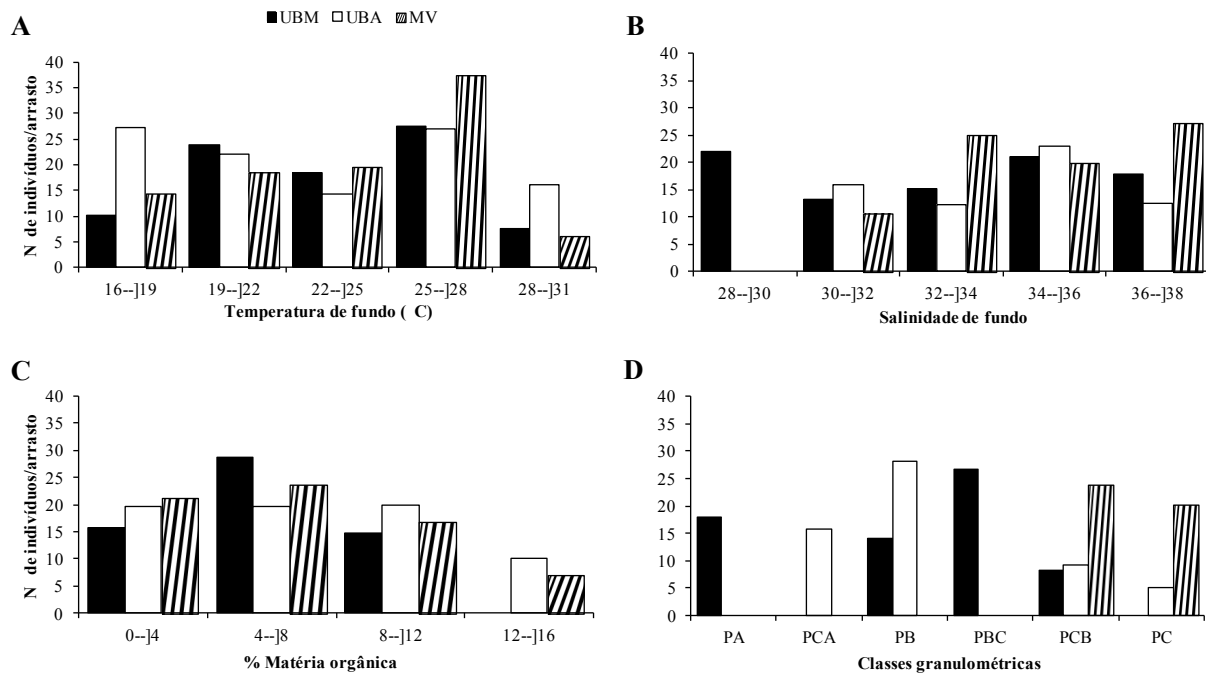 UBM UBA MV
A
N de indivíduos/arrasto
40
35
30
25
20
15
10
5
0
16--]19 19--]22 22--]25 25--]28 28--]31
Temperatura de fundo ( C)
B
40
35
30
25
20
15
10
5
0
28--]30 30--]32 32--]34 34--]36 36--]38
Salinidade de fundo
C
N de indivíduos/arrasto
40
35
30
25
20
15
10
5
0
0--]4 4--]8 8--]12 12--]16
% Matéria orgânica
D
40
35
30
25
20
15
10
5
0
PA PCA PB PBC PCB PC
Classes granulométricas